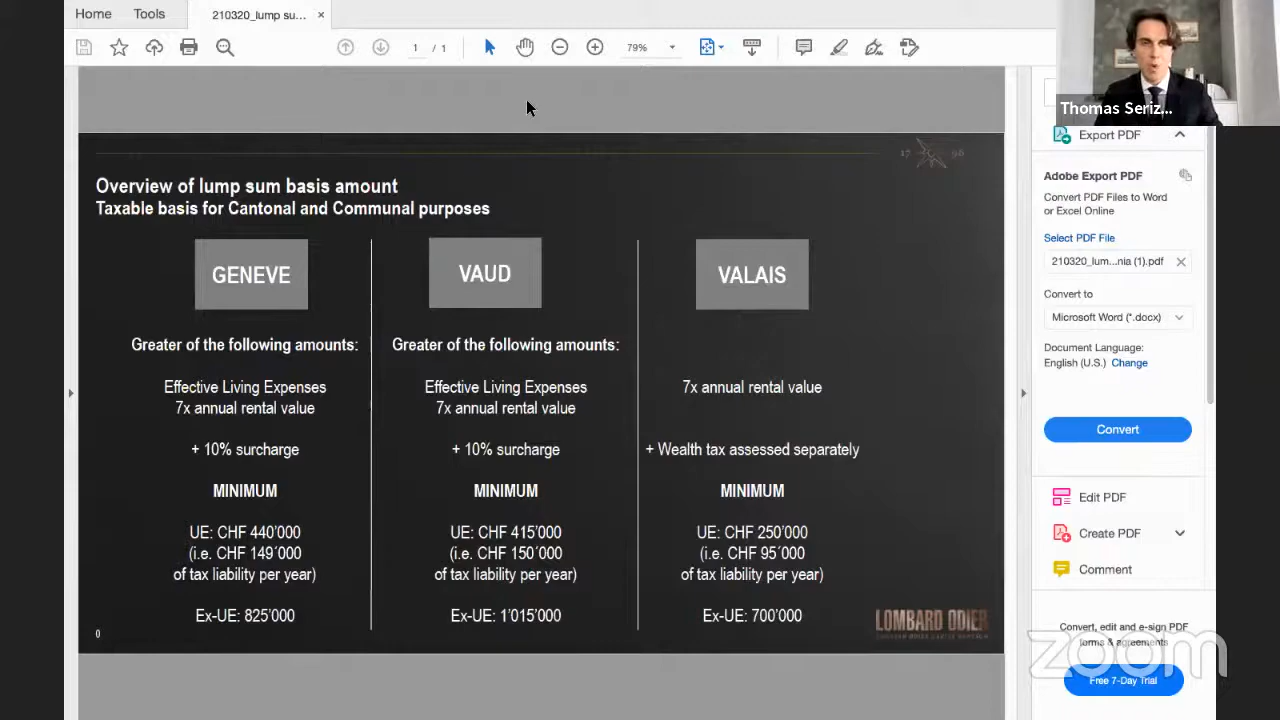 Home Tools 210320_lump su... ×
1 / 1 79%
Thomas Seriz...
Export PDF
Adobe Export PDF
Convert PDF Files to Word
or Excel Online
Select PDF File
210320_lum...nia (1).pdf
Convert to
Microsoft Word (*.docx)
Document Language:
English (U.S.) Change
Convert
Edit PDF
Create PDF
Comment
Convert, edit and e-sign PDF
forms & agreements
Free 7-Day Trial
zoom
17 96
Overview of lump sum basis amount
Taxable basis for Cantonal and Communal purposes
GENEVE
Greater of the following amounts:
Effective Living Expenses
7x annual rental value
+ 10% surcharge
MINIMUM
UE: CHF 440’000
(i.e. CHF 149´000
of tax liability per year)
Ex-UE: 825’000
VAUD
Greater of the following amounts:
Effective Living Expenses
7x annual rental value
+ 10% surcharge
MINIMUM
UE: CHF 415’000
(i.e. CHF 150´000
of tax liability per year)
Ex-UE: 1’015’000
VALAIS
7x annual rental value
+ Wealth tax assessed separately
MINIMUM
UE: CHF 250’000
(i.e. CHF 95´000
of tax liability per year)
Ex-UE: 700’000
LOMBARD ODIER
0